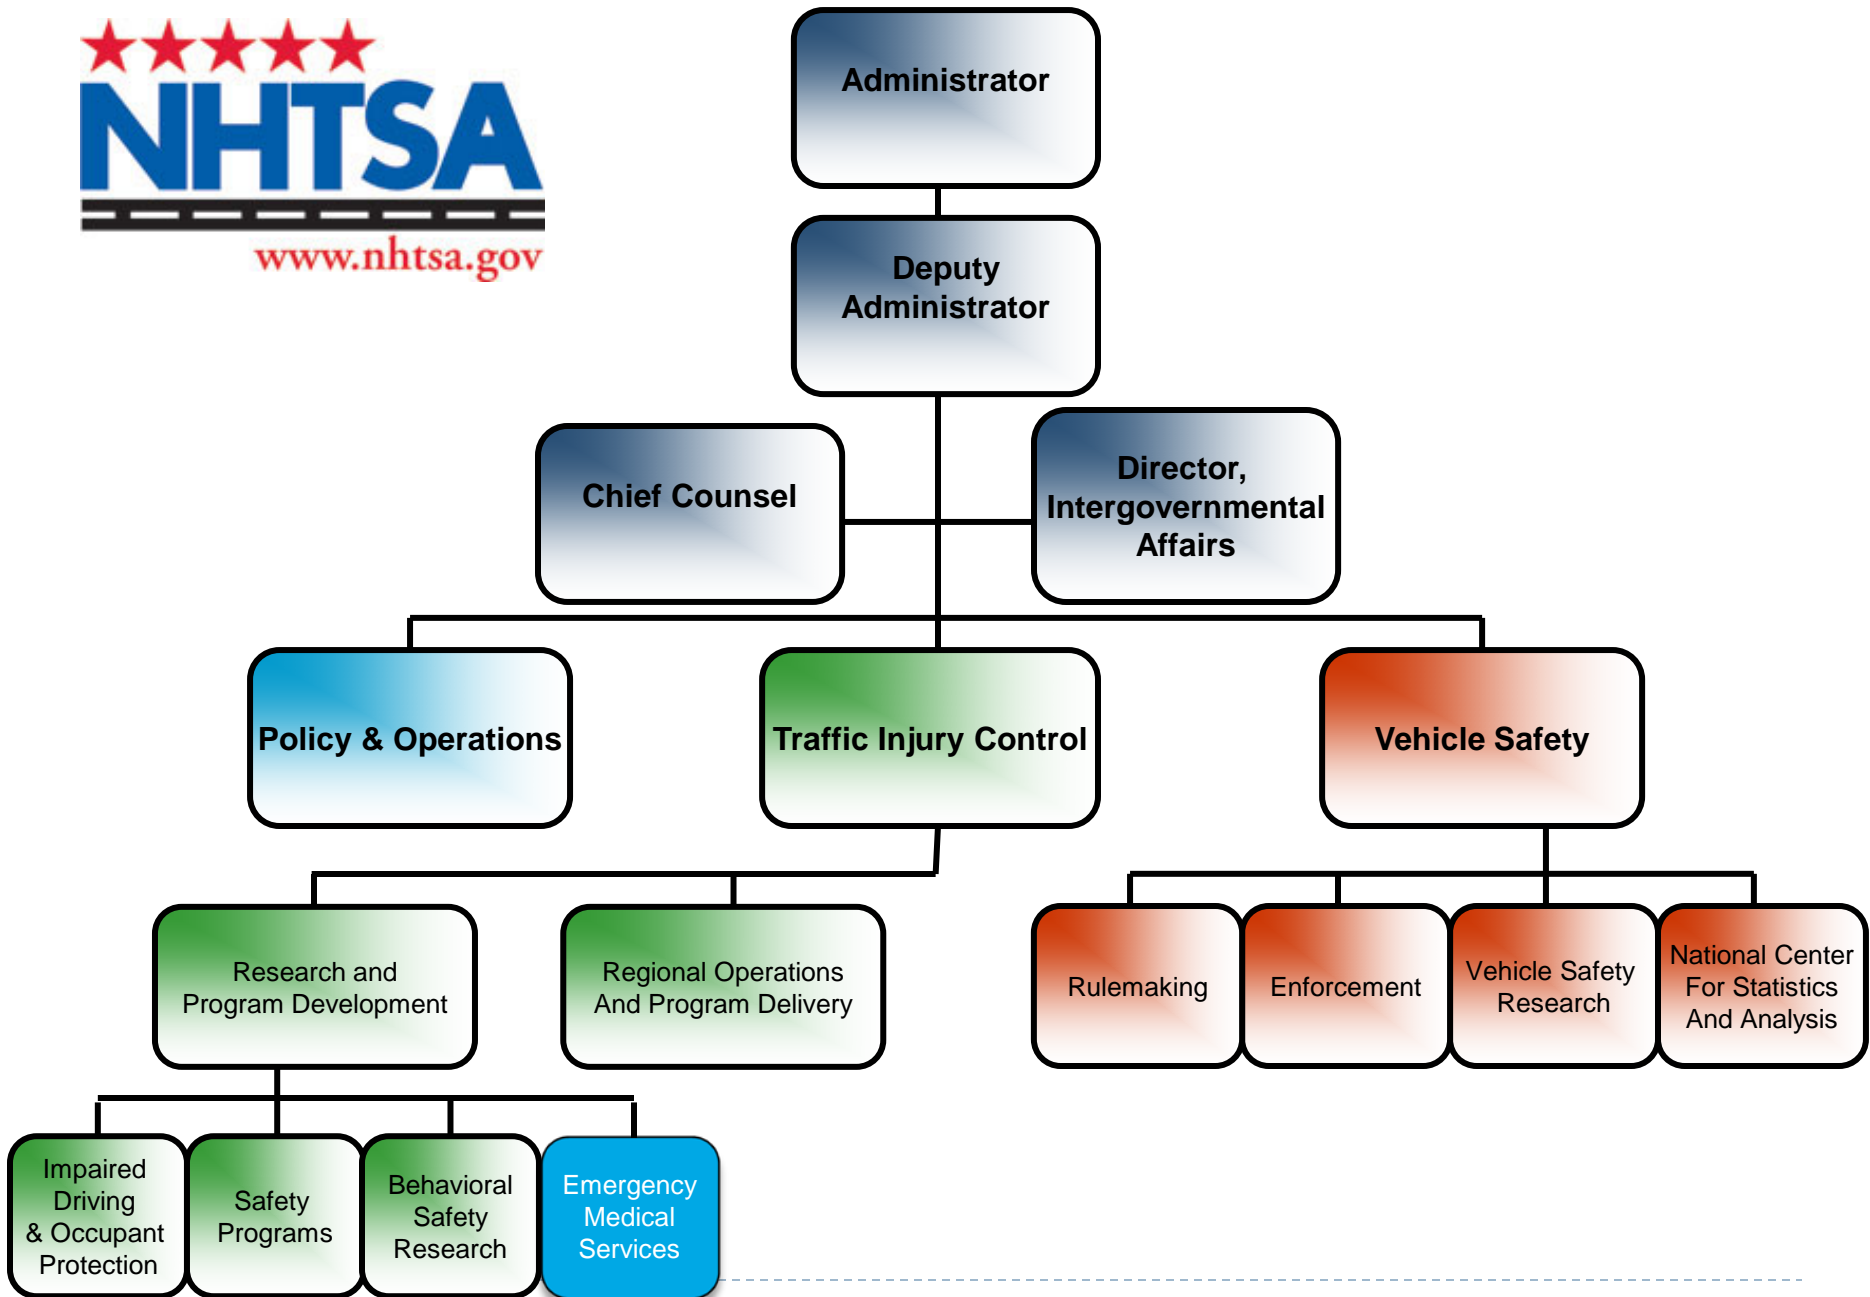 NHTSA
www.nhtsa.gov
Administrator
Deputy
Administrator
Chief Counsel
Director,
Intergovernmental
Affairs
Policy & Operations
Traffic Injury Control
Vehicle Safety
Research and
Program Development
Regional Operations
And Program Delivery
Rulemaking
Enforcement
Vehicle Safety
Research
National Center
For Statistics
And Analysis
Impaired
Driving
& Occupant
Protection
Safety
Programs
Behavioral
Safety
Research
Emergency
Medical
Services